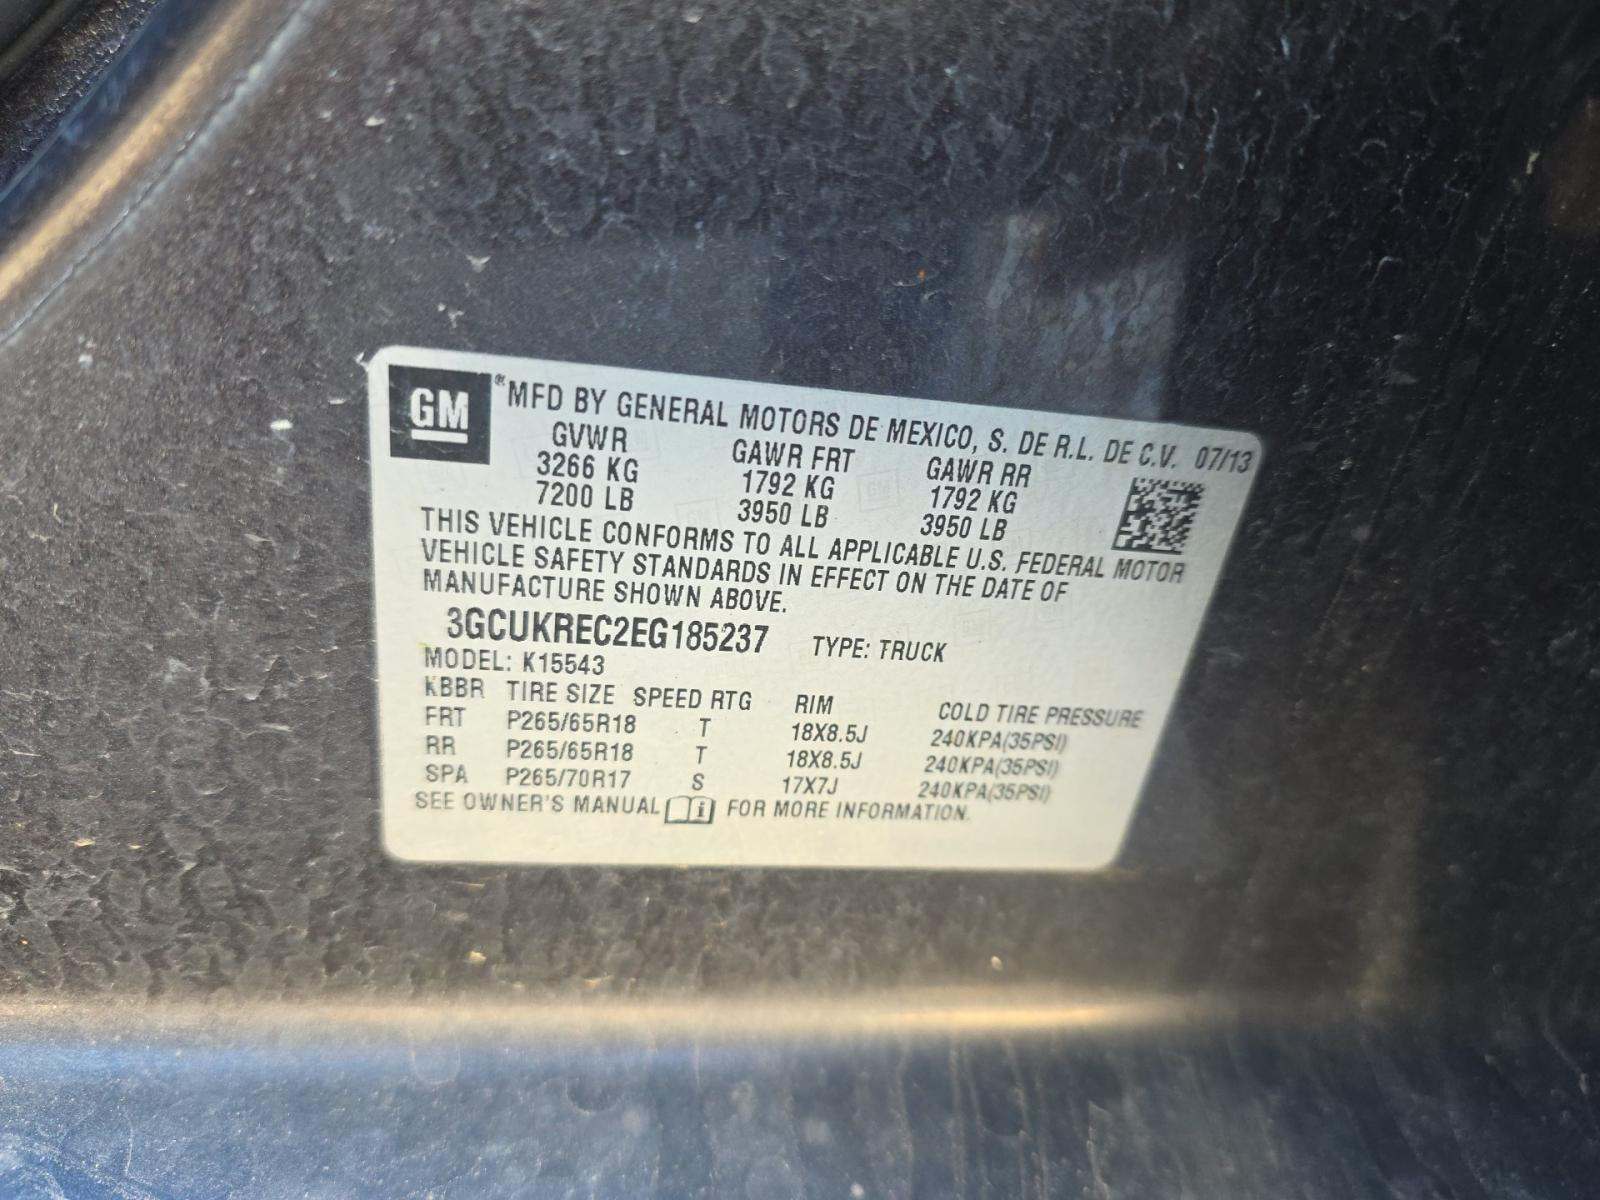 GM ® MFD BY GENERAL MOTORS DE MEXICO, S. DE R.L. DE C.V. 07/13
GVWR GAWR FRT GAWR RR
3266 KG 1792 KG 1792 KG
7200 LB 3950 LB 3950 LB
THIS VEHICLE CONFORMS TO ALL APPLICABLE U.S. FEDERAL MOTOR
VEHICLE SAFETY STANDARDS IN EFFECT ON THE DATE OF
MANUFACTURE SHOWN ABOVE.
3GCUKREC2EG185237 TYPE: TRUCK
MODEL: K15543
KBBR TIRE SIZE SPEED RTG RIM COLD TIRE PRESSURE
FRT P265/65R18 T 18X8.5J 240KPA(35PSI)
RR P265/65R18 T 18X8.5J 240KPA(35PSI)
SPA P265/70R17 S 17X7J 240KPA(35PSI)
SEE OWNER'S MANUAL i FOR MORE INFORMATION.